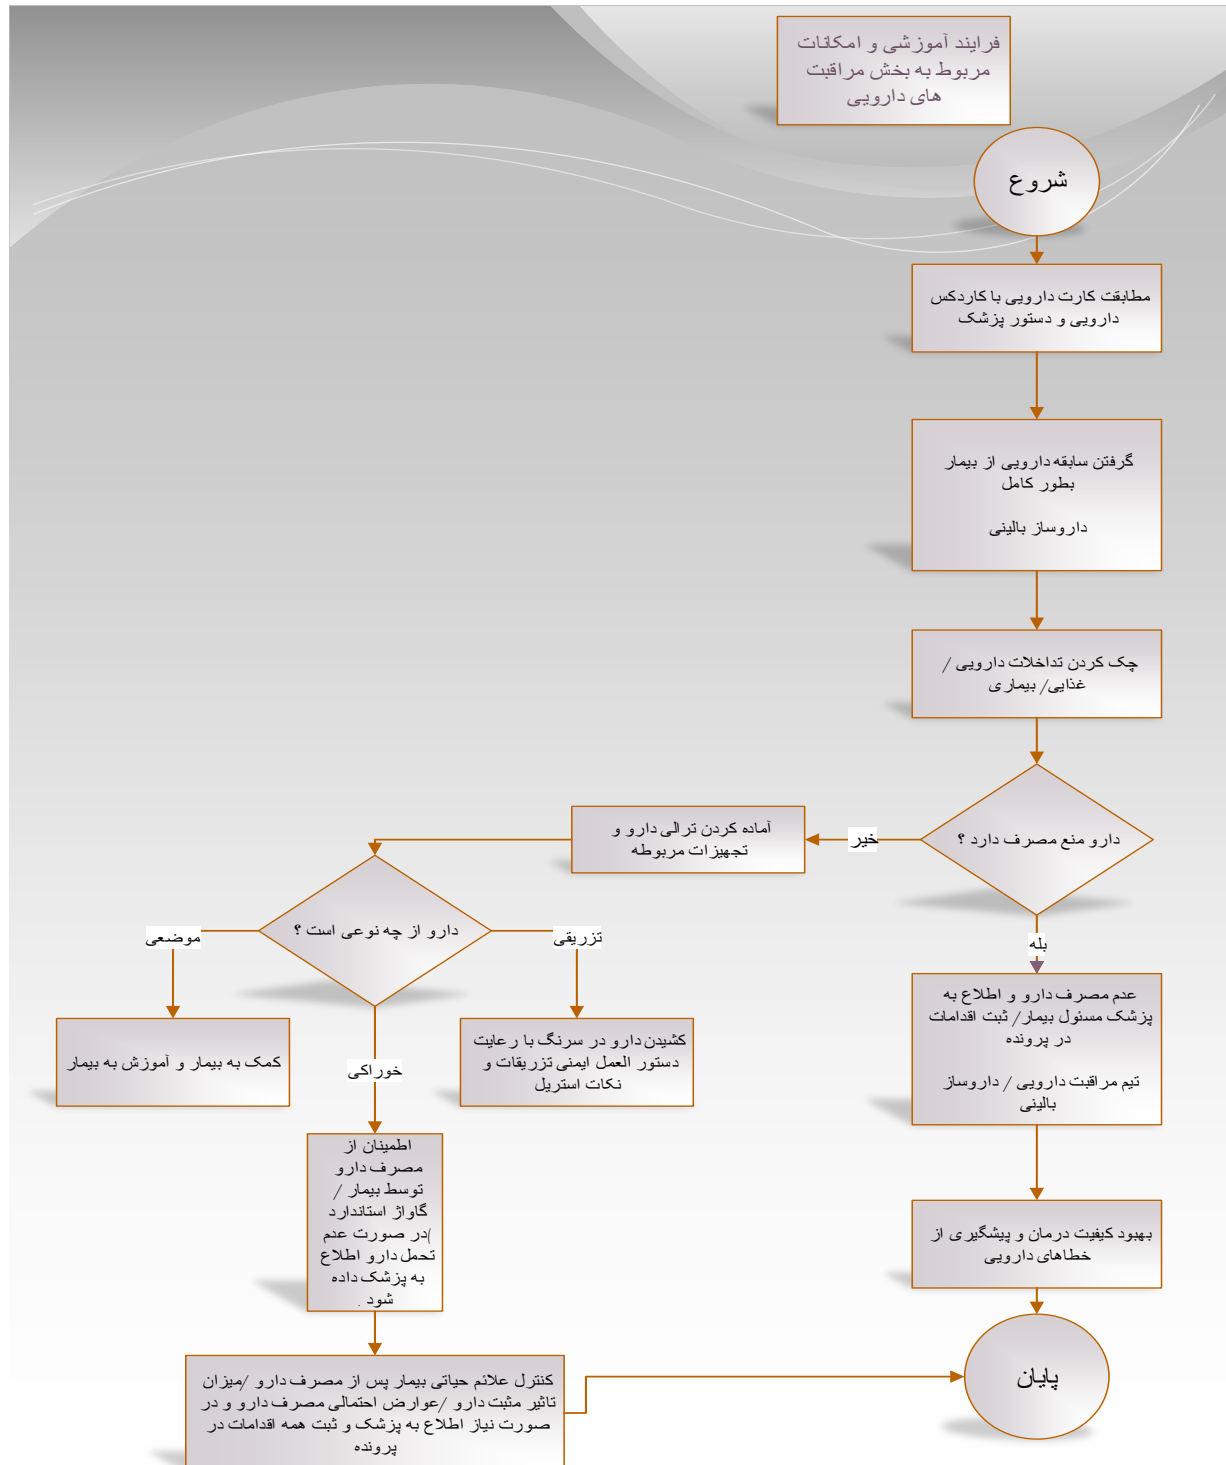 فرایند آموزشی و امکانات
مربوط به بخش مراقبت
های دارویی
شروع
مطابقت کارت دارویی با کاردکس
دارویی و دستور پزشک
گرفتن سابقه دارویی از بیمار
بطور کامل
داروساز بالینی
چک کردن تداخلات دارویی /
غذایی/ بیماری
دارو منع مصرف دارد ؟
خیر
آماده کردن ترالی دارو و
تجهیزات مربوطه
بله
عدم مصرف دارو و اطلاع به
پزشک مسئول بیمار/ ثبت اقدامات
در پرونده
تیم مراقبت دارویی / داروساز
بالینی
بهبود کیفیت درمان و پیشگیری از
خطاهای دارویی
دارو از چه نوعی است ؟
تزریقی
کشیدن دارو در سرنگ با رعایت
دستور العمل ایمنی تزریقات و
نکات استریل
خوراکی
اطمینان از
مصرف دارو
توسط بیمار /
گاواژ استاندارد
)در صورت عدم
تحمل دارو اطلاع
به پزشک داده
شود .
موضعی
کمک به بیمار و آموزش به بیمار
کنترل علائم حیاتی بیمار پس از مصرف دارو /میزان
تاثیر مثبت دارو /عوارض احتمالی مصرف دارو و در
صورت نیاز اطلاع به پزشک و ثبت همه اقدامات در
پرونده
پایان